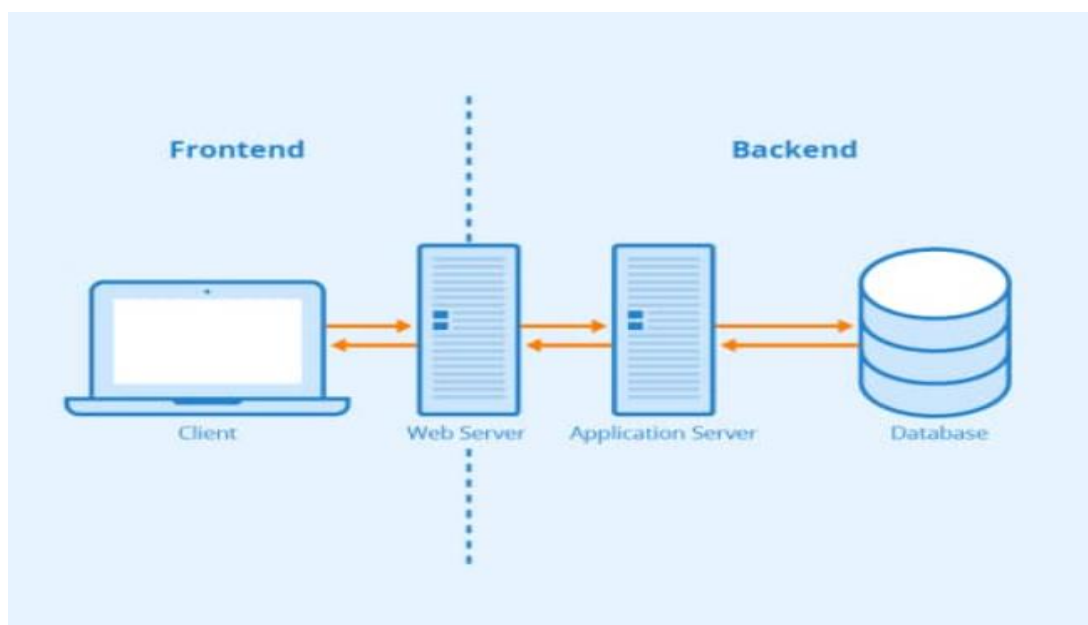 Frontend
Backend
Client
Web Server
Application Server
Database